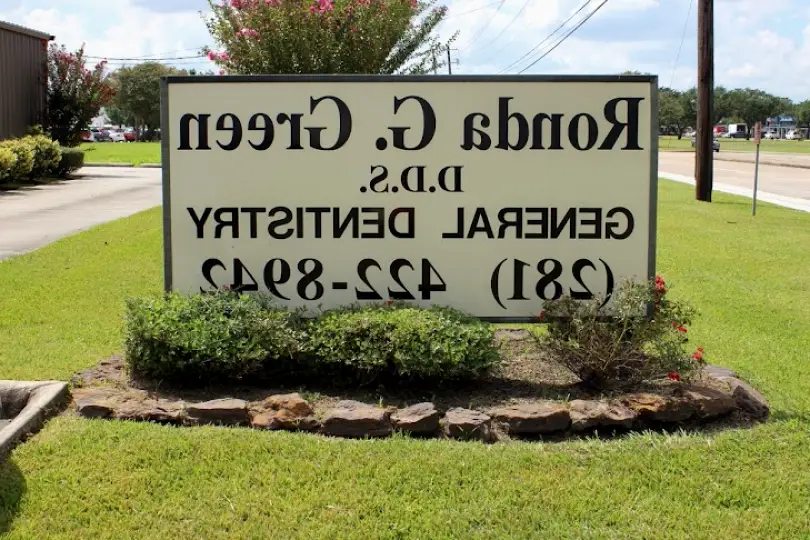 Ronda G. Green
D.D.S.
GENERAL DENTISTRY
(281) 422-8942